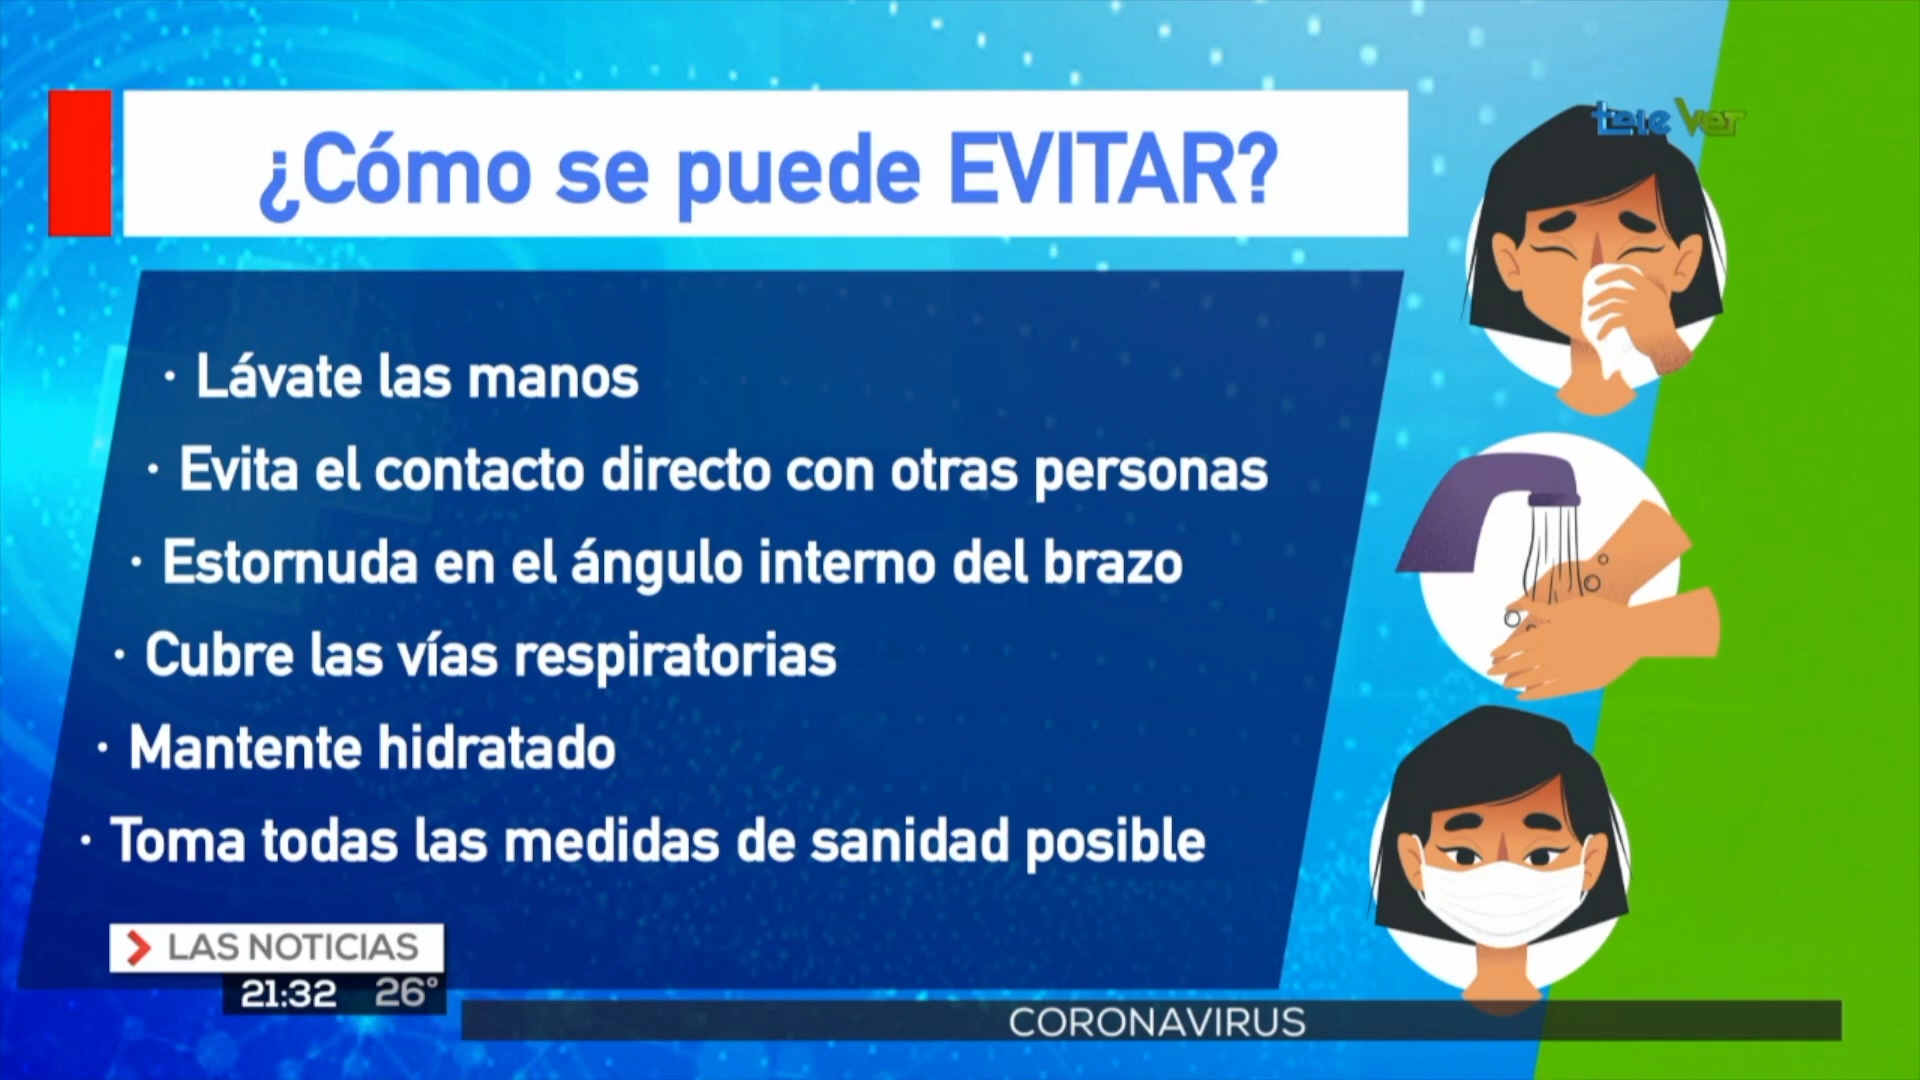 teleVer
¿Cómo se puede EVITAR?
· Lávate las manos
· Evita el contacto directo con otras personas
· Estornuda en el ángulo interno del brazo
· Cubre las vías respiratorias
· Mantente hidratado
· Toma todas las medidas de sanidad posible
LAS NOTICIAS
21:32 26°
CORONAVIRUS